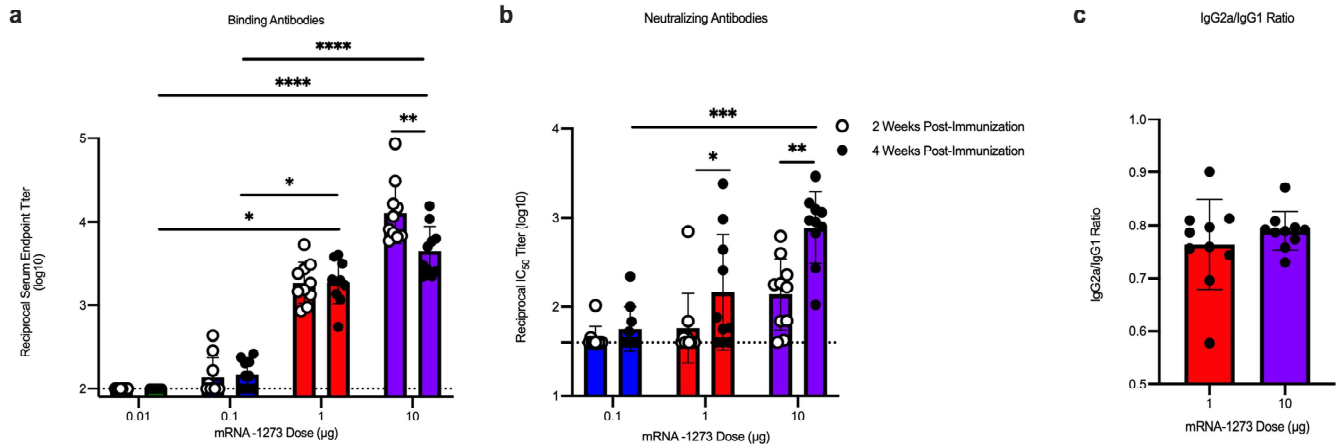 a
Binding Antibodies
****
****
**
*
*
Reciprocal Serum Endpoint Titer
(log10)
5
4
3
2
0.01
0.1
1
10
mRNA-1273 Dose (µg)
b
Neutralizing Antibodies
***
*
**
2 Weeks Post-Immunization
4 Weeks Post-Immunization
Reciprocal IC50 Titer (log10)
4
3
2
1
0.1
1
10
mRNA-1273 Dose (µg)
c
IgG2a/IgG1 Ratio
IgG2a/IgG1 Ratio
1.0
0.9
0.8
0.7
0.6
0.5
1
10
mRNA-1273 Dose (µg)